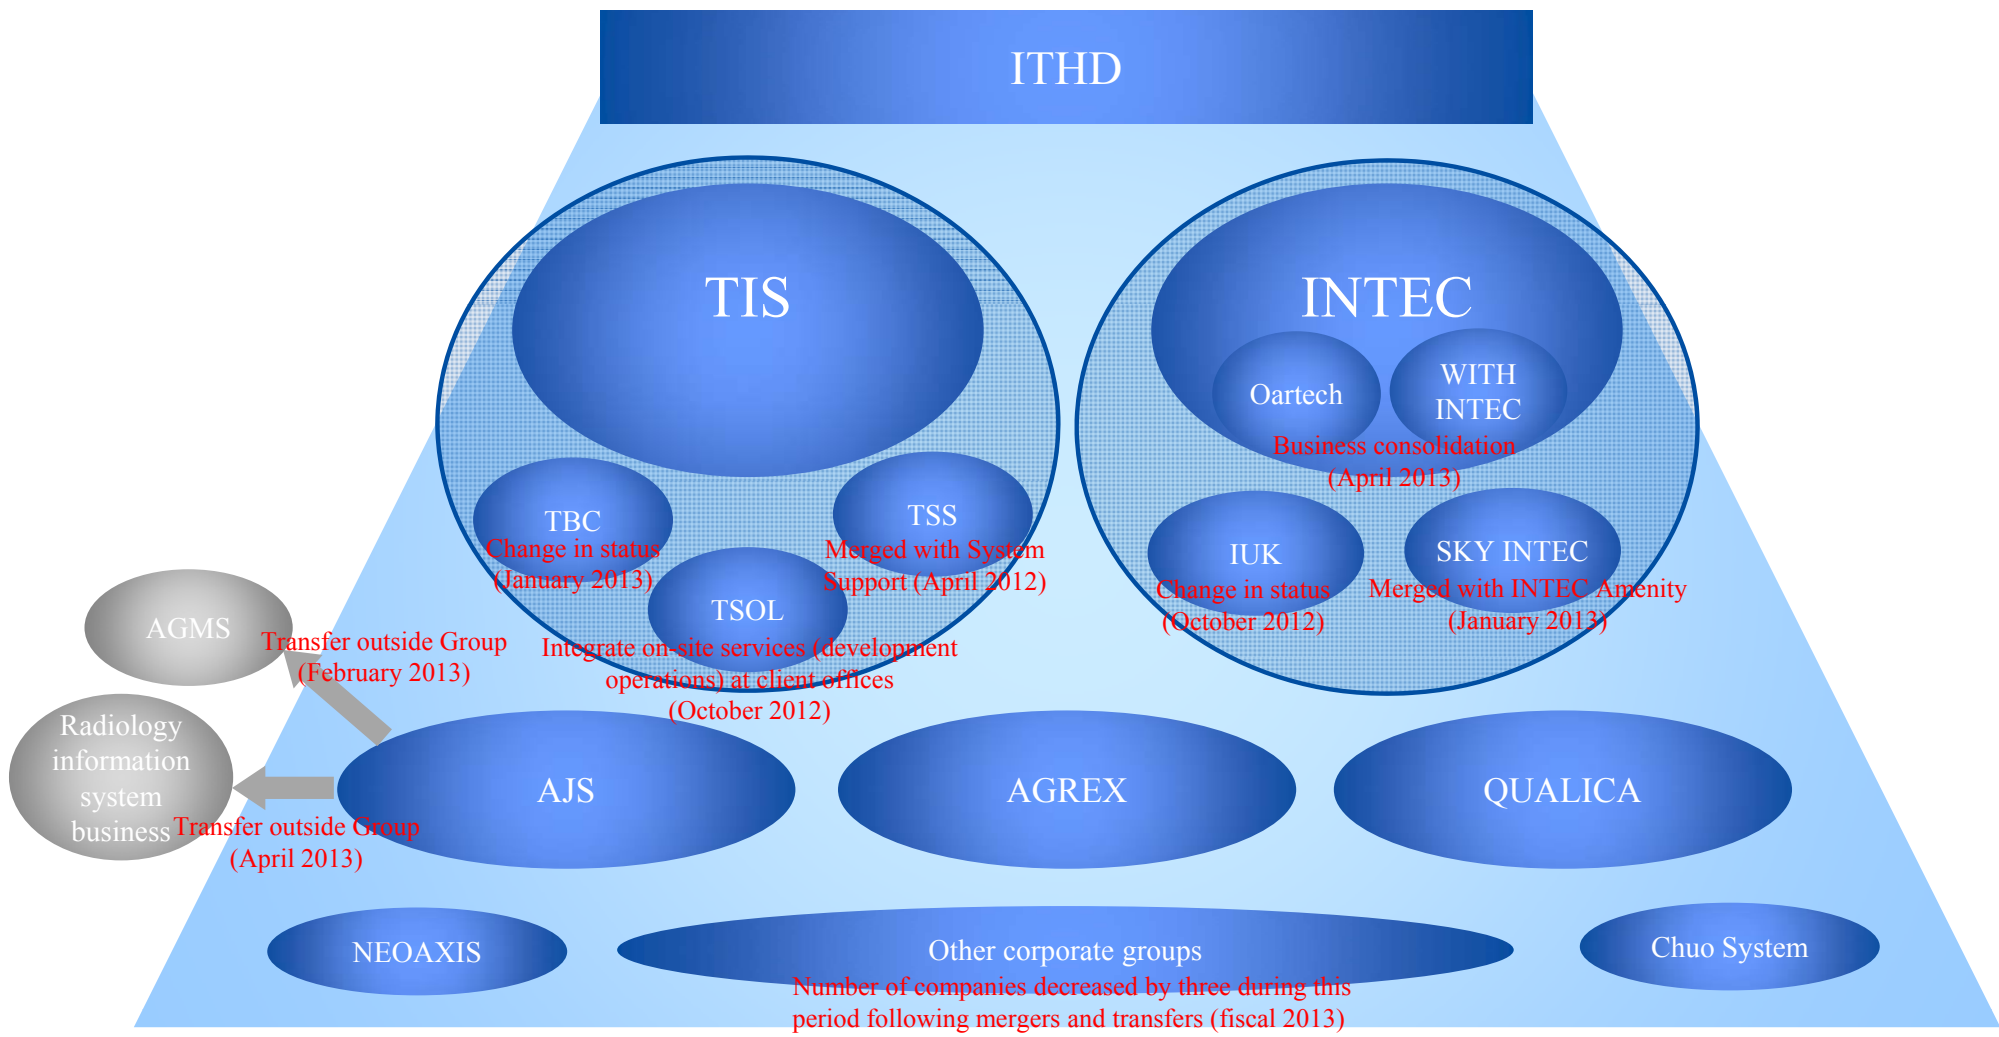 ITHD
TIS
INTEC
Oartech
WITH
INTEC
Business consolidation
(April 2013)
TBC
Change in status
(January 2013)
TSS
Merged with System
Support (April 2012)
TSOL
Integrate on-site services (development
operations) at client offices
(October 2012)
IUK
Change in status
(October 2012)
SKY INTEC
Merged with INTEC Amenity
(January 2013)
AGMS
Transfer outside Group
(February 2013)
Radiology
information
system
business
Transfer outside Group
(April 2013)
AJS
AGREX
QUALICA
NEOAXIS
Other corporate groups
Number of companies decreased by three during this
period following mergers and transfers (fiscal 2013)
Chuo System